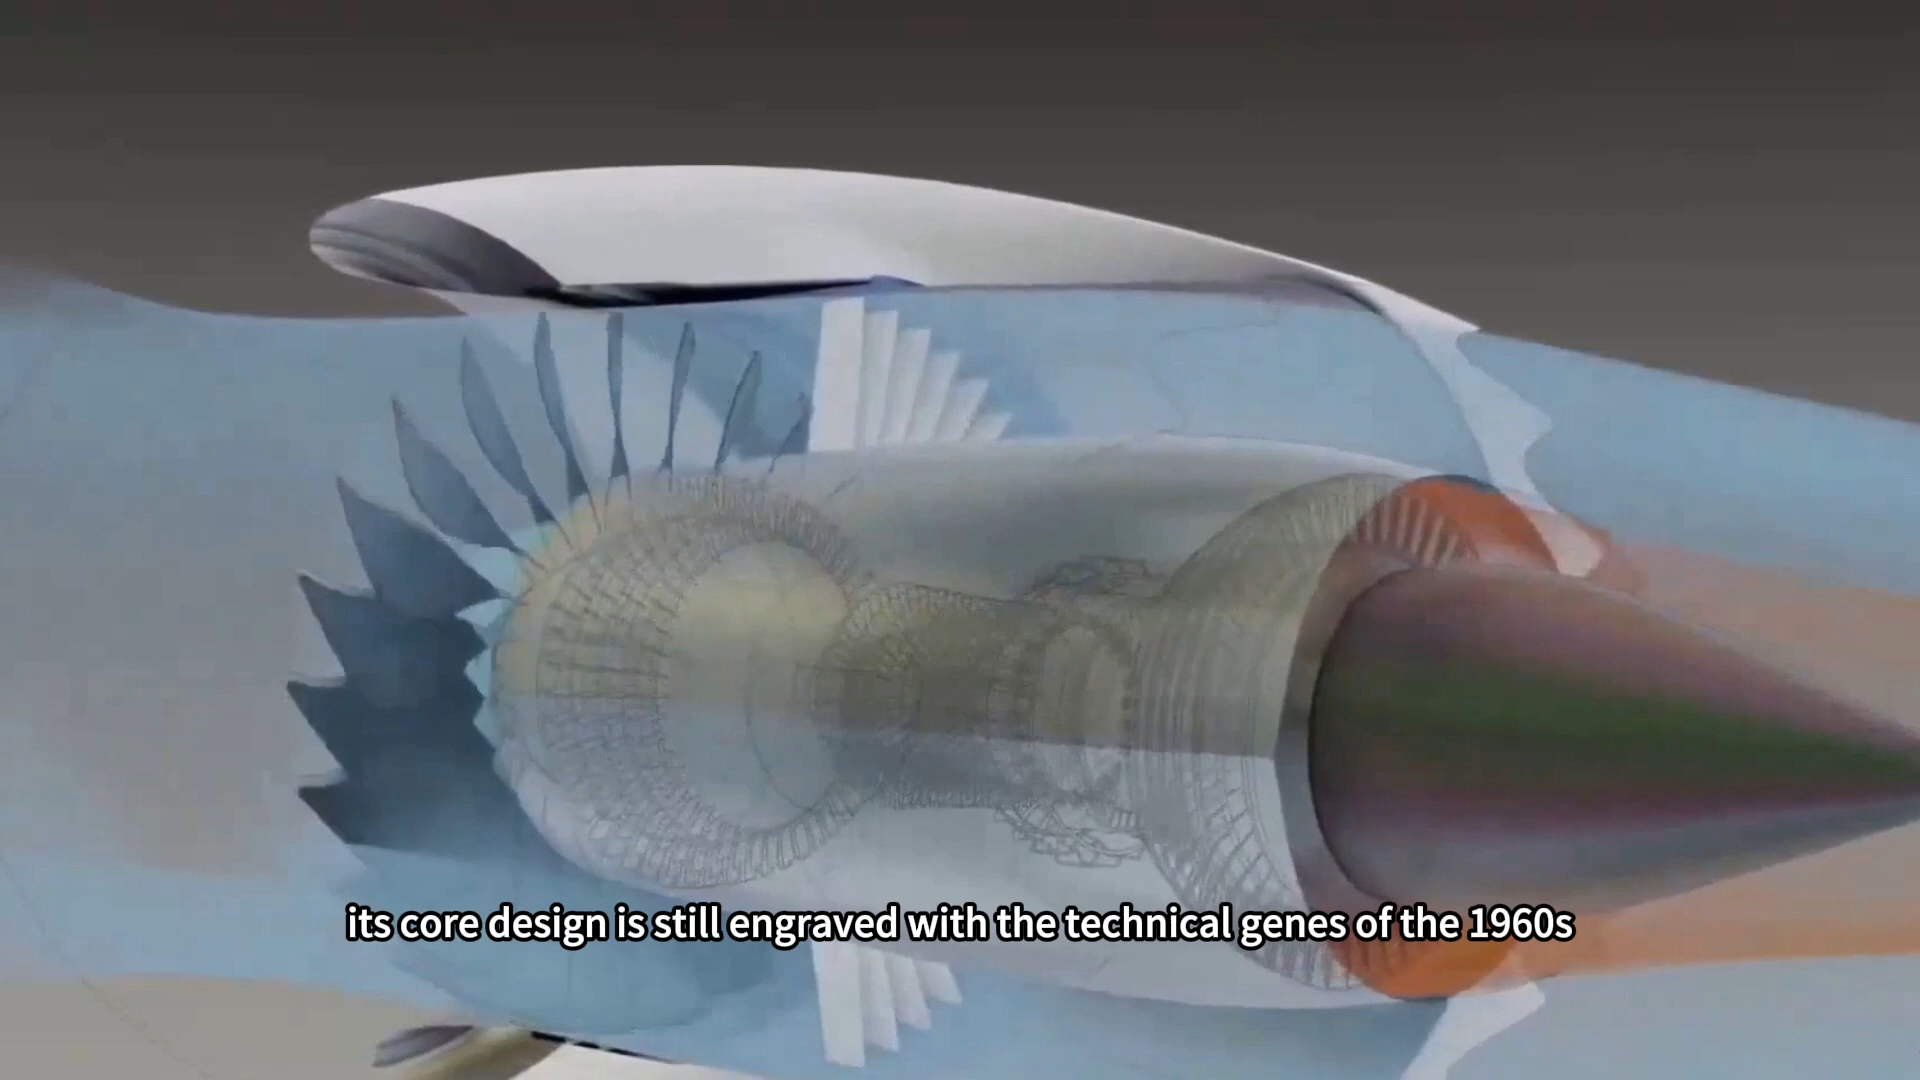 its core design is still engraved with the technical genes of the 1960s